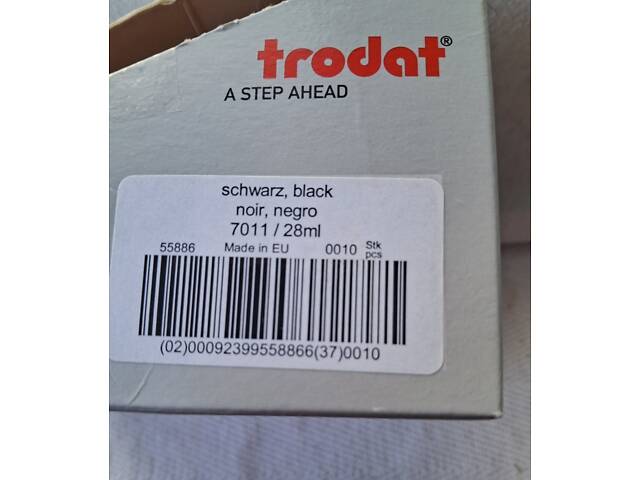 trodat®
A STEP AHEAD
schwarz, black
noir, negro
7011 / 28ml
55886 Made in EU 0010 Stk pcs
(02)00092399558866(37)0010